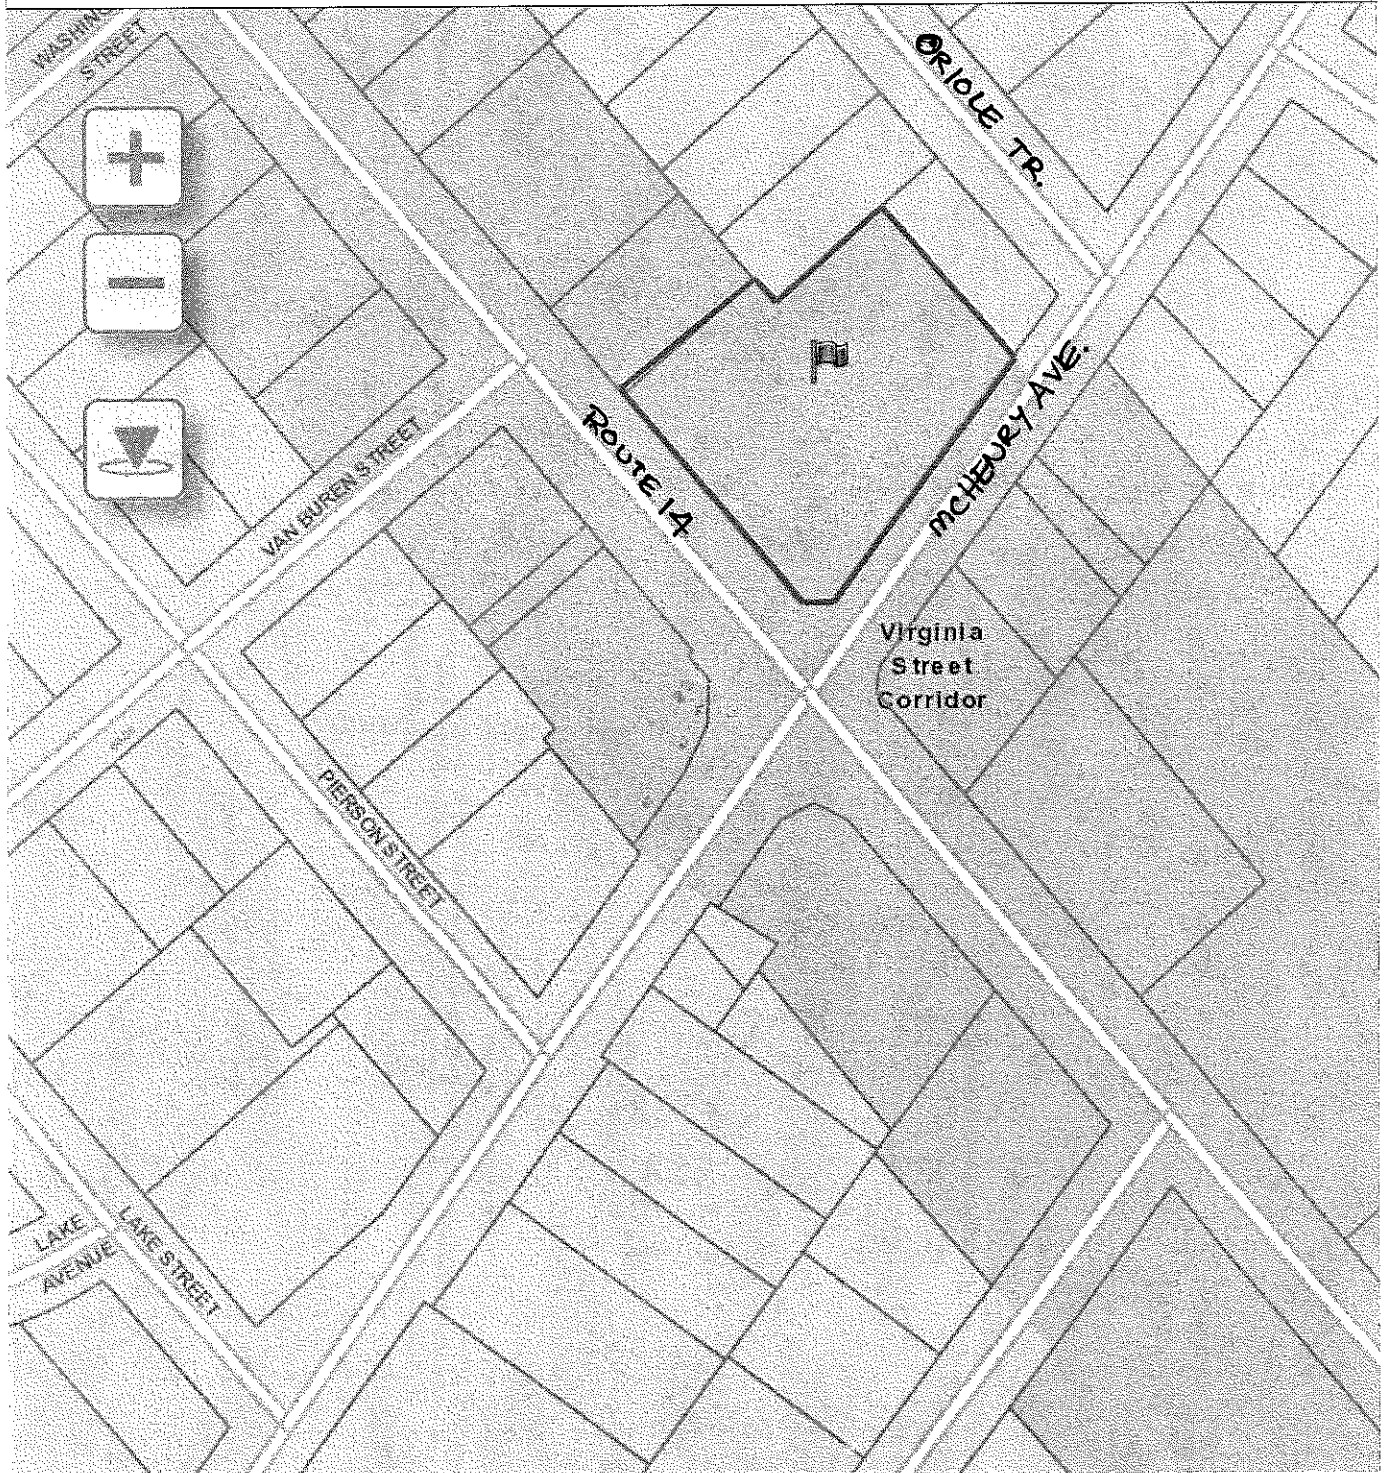 WASHING
STREET
ORIOLE TR.
ROUTE 14
MCHENRY AVE.
VAN BUREN STREET
Virginia
Street
Corridor
PIERSON STREET
LAKE
AVENUE
LAKE STREET